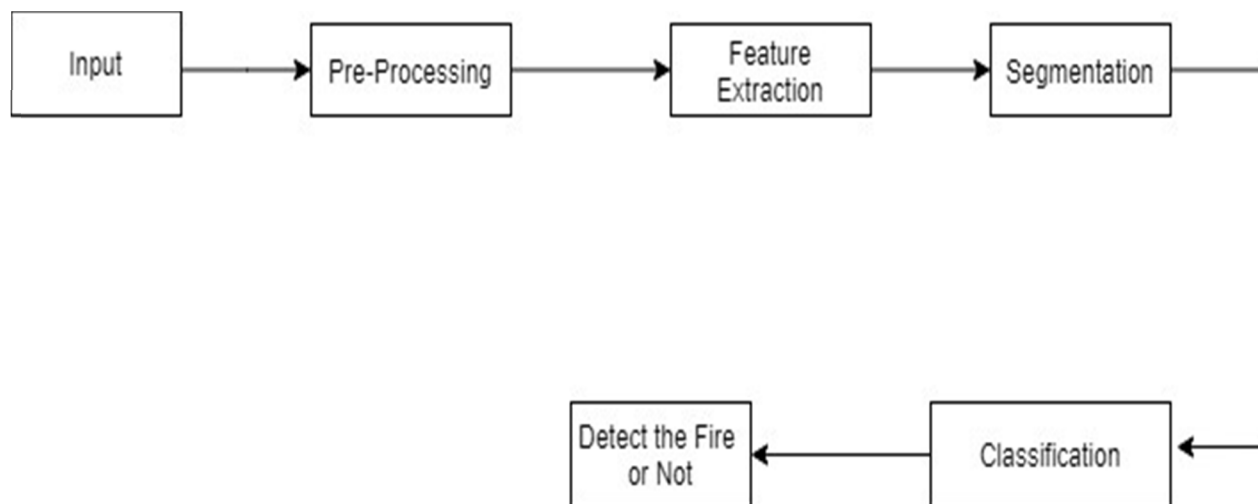 Input
Pre-Processing
Feature
Extraction
Segmentation
Classification
Detect the Fire
or Not